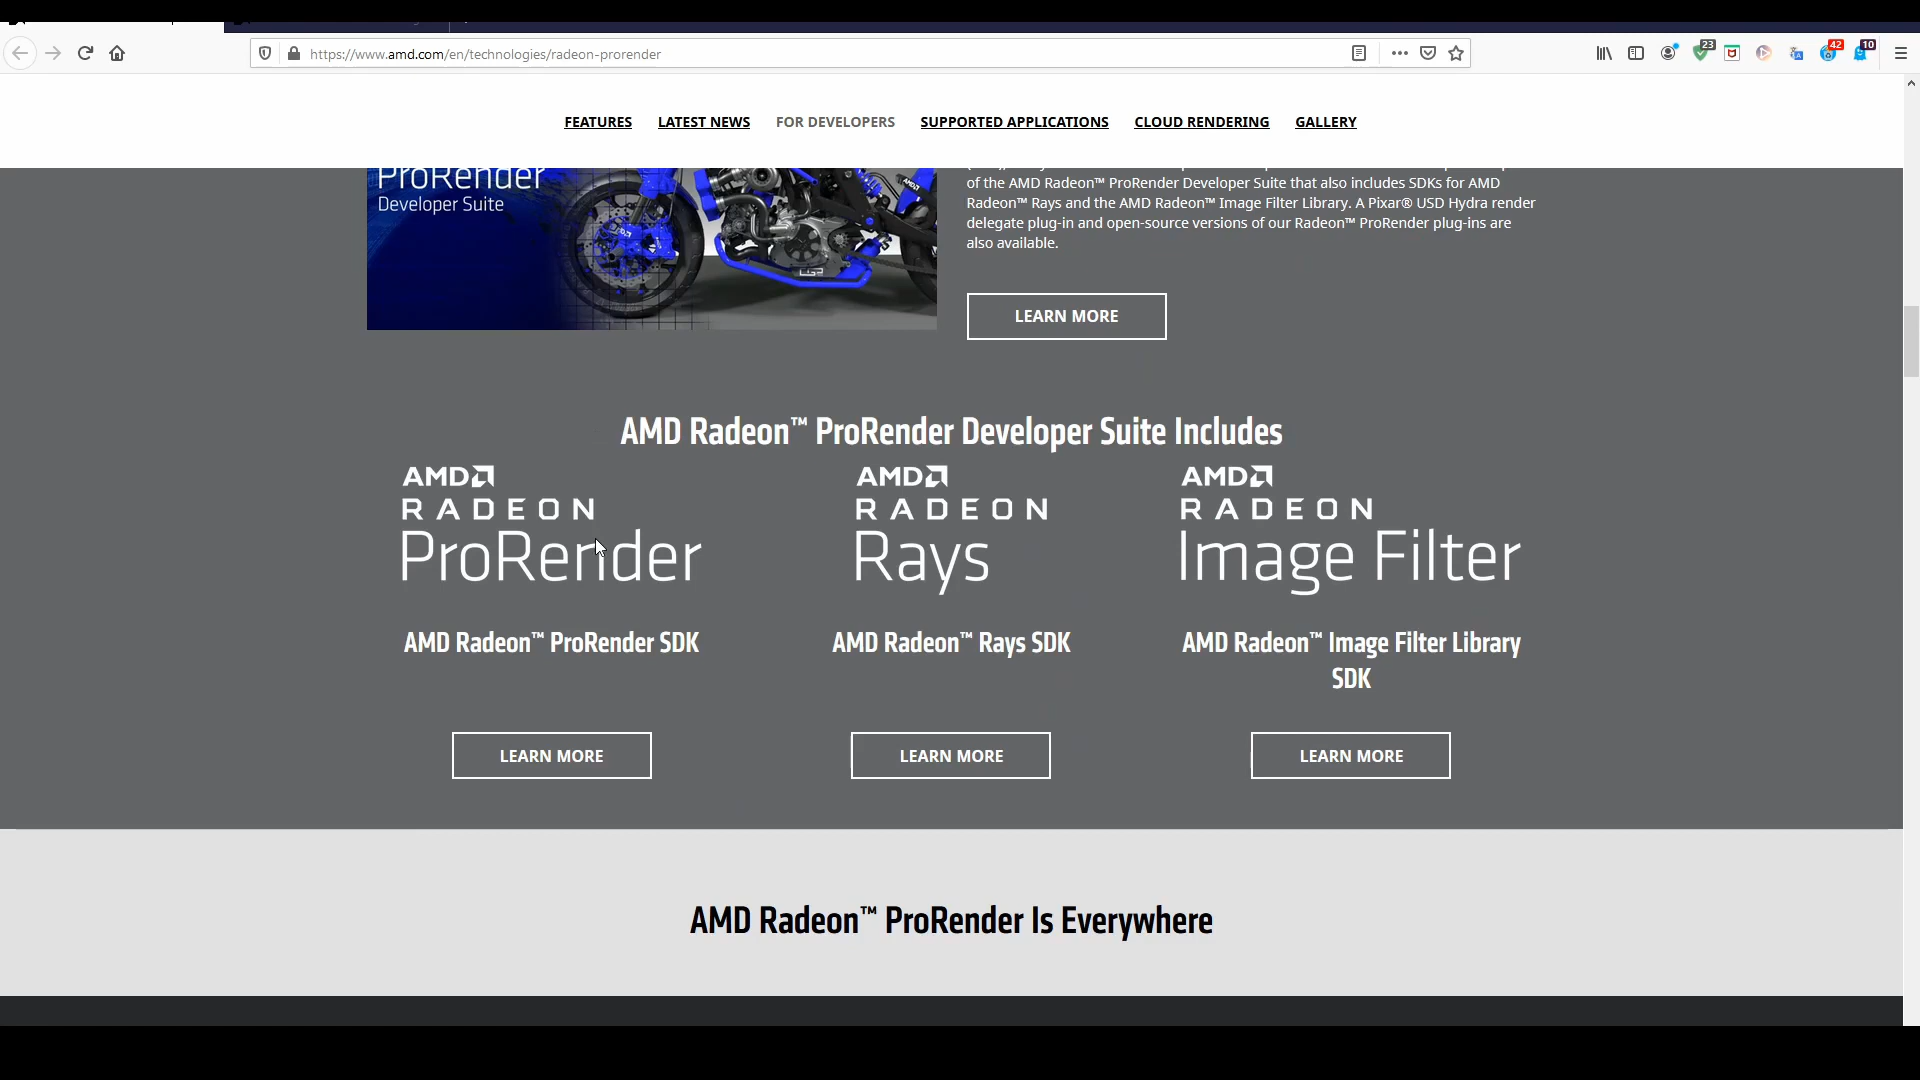 https://www.amd.com/en/technologies/radeon-prorender
23
42
10
FEATURES LATEST NEWS FOR DEVELOPERS SUPPORTED APPLICATIONS CLOUD RENDERING GALLERY
ProRender
Developer Suite
of the AMD Radeon™ ProRender Developer Suite that also includes SDKs for AMD
Radeon™ Rays and the AMD Radeon™ Image Filter Library. A Pixar® USD Hydra render
delegate plug-in and open-source versions of our Radeon™ ProRender plug-ins are
also available.
LEARN MORE
AMD Radeon™ ProRender Developer Suite Includes
AMD
RADEON
ProRender
AMD Radeon™ ProRender SDK
LEARN MORE
AMD
RADEON
Rays
AMD Radeon™ Rays SDK
LEARN MORE
AMD
RADEON
Image Filter
AMD Radeon™ Image Filter Library
SDK
LEARN MORE
AMD Radeon™ ProRender Is Everywhere